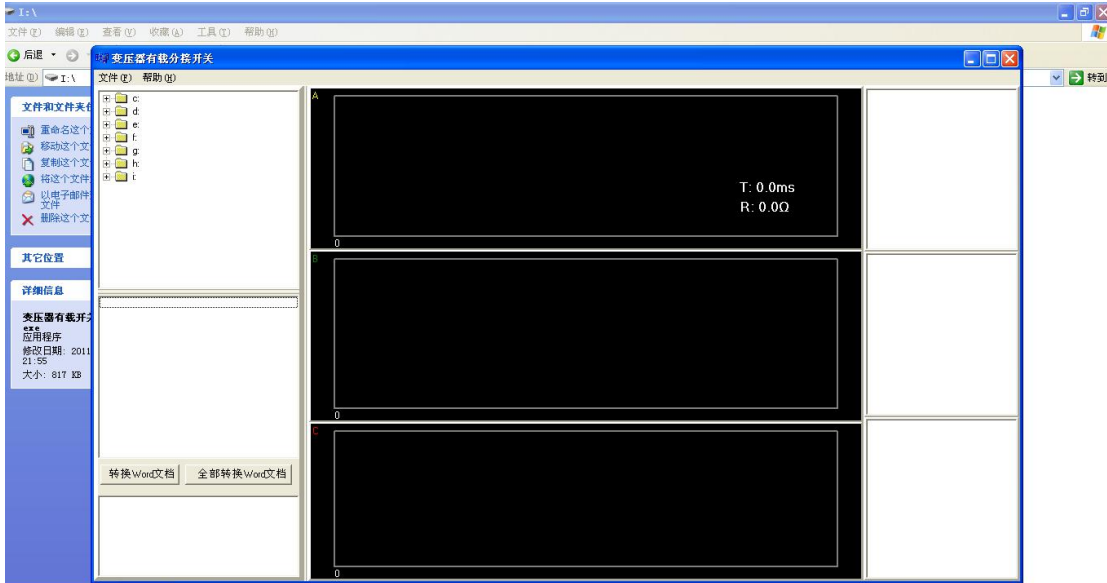 I:\
文件(F) 编辑(E) 查看(V) 收藏(A) 工具(T) 帮助(H)
后退
地址(D) I:\
转到
文件和文件夹任
重命名这个
移动这个文
复制这个文
将这个文件
以电子邮件
文件
删除这个文
其它位置
详细信息
变压器有载开关
exe
应用程序
修改日期: 2011
21:55
大小: 817 KB
变压器有载分接开关
文件(F) 帮助(H)
c:
d:
e:
f:
g:
h:
i:
转换Word文档 全部转换Word文档
A
T: 0.0ms
R: 0.0Ω
0
B
0
C
0